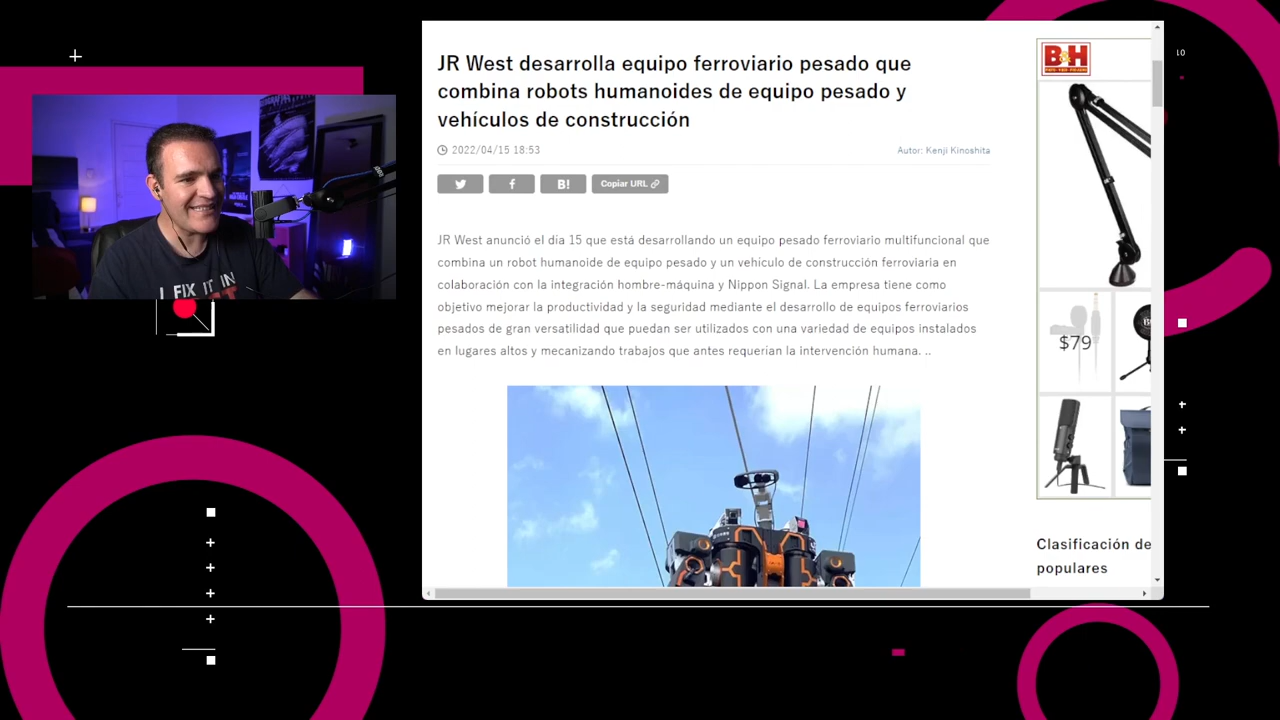 JR West desarrolla equipo ferroviario pesado que
combina robots humanoides de equipo pesado y
vehículos de construcción
2022/04/15 18:53
Autor: Kenji Kinoshita
B!
Copiar URL
JR West anunció el día 15 que está desarrollando un equipo pesado ferroviario multifuncional que
combina un robot humanoide de equipo pesado y un vehículo de construcción ferroviaria en
colaboración con la integración hombre-máquina y Nippon Signal. La empresa tiene como
objetivo mejorar la productividad y la seguridad mediante el desarrollo de equipos ferroviarios
pesados de gran versatilidad que puedan ser utilizados con una variedad de equipos instalados
en lugares altos y mecanizando trabajos que antes requerían la intervención humana. ..
B&H
$79
Clasificación de
populares
I FIX IT IN
10